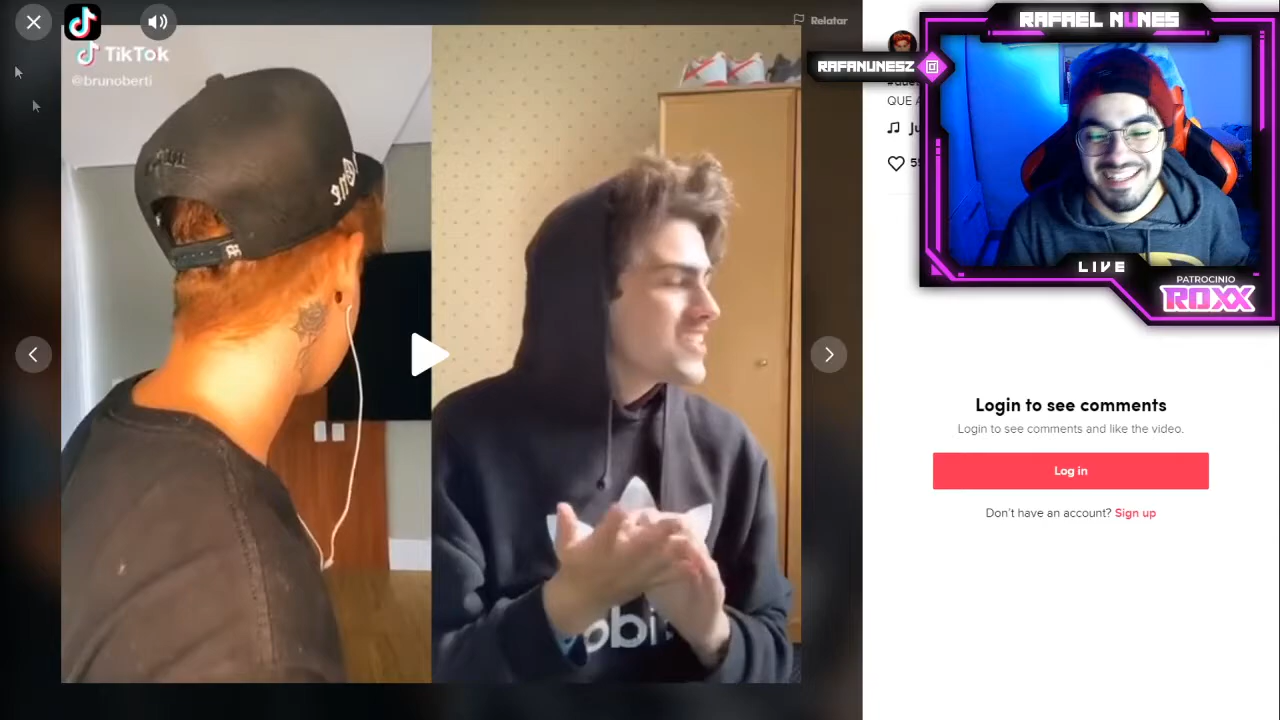 TikTok
@brunoberti
Relatar
RAFAEL NUNES
RAFANUNESZ
QUE A
Ju
LIVE
PATROCINIO
ROXX
Login to see comments
Login to see comments and like the video.
Log in
Don't have an account? Sign up